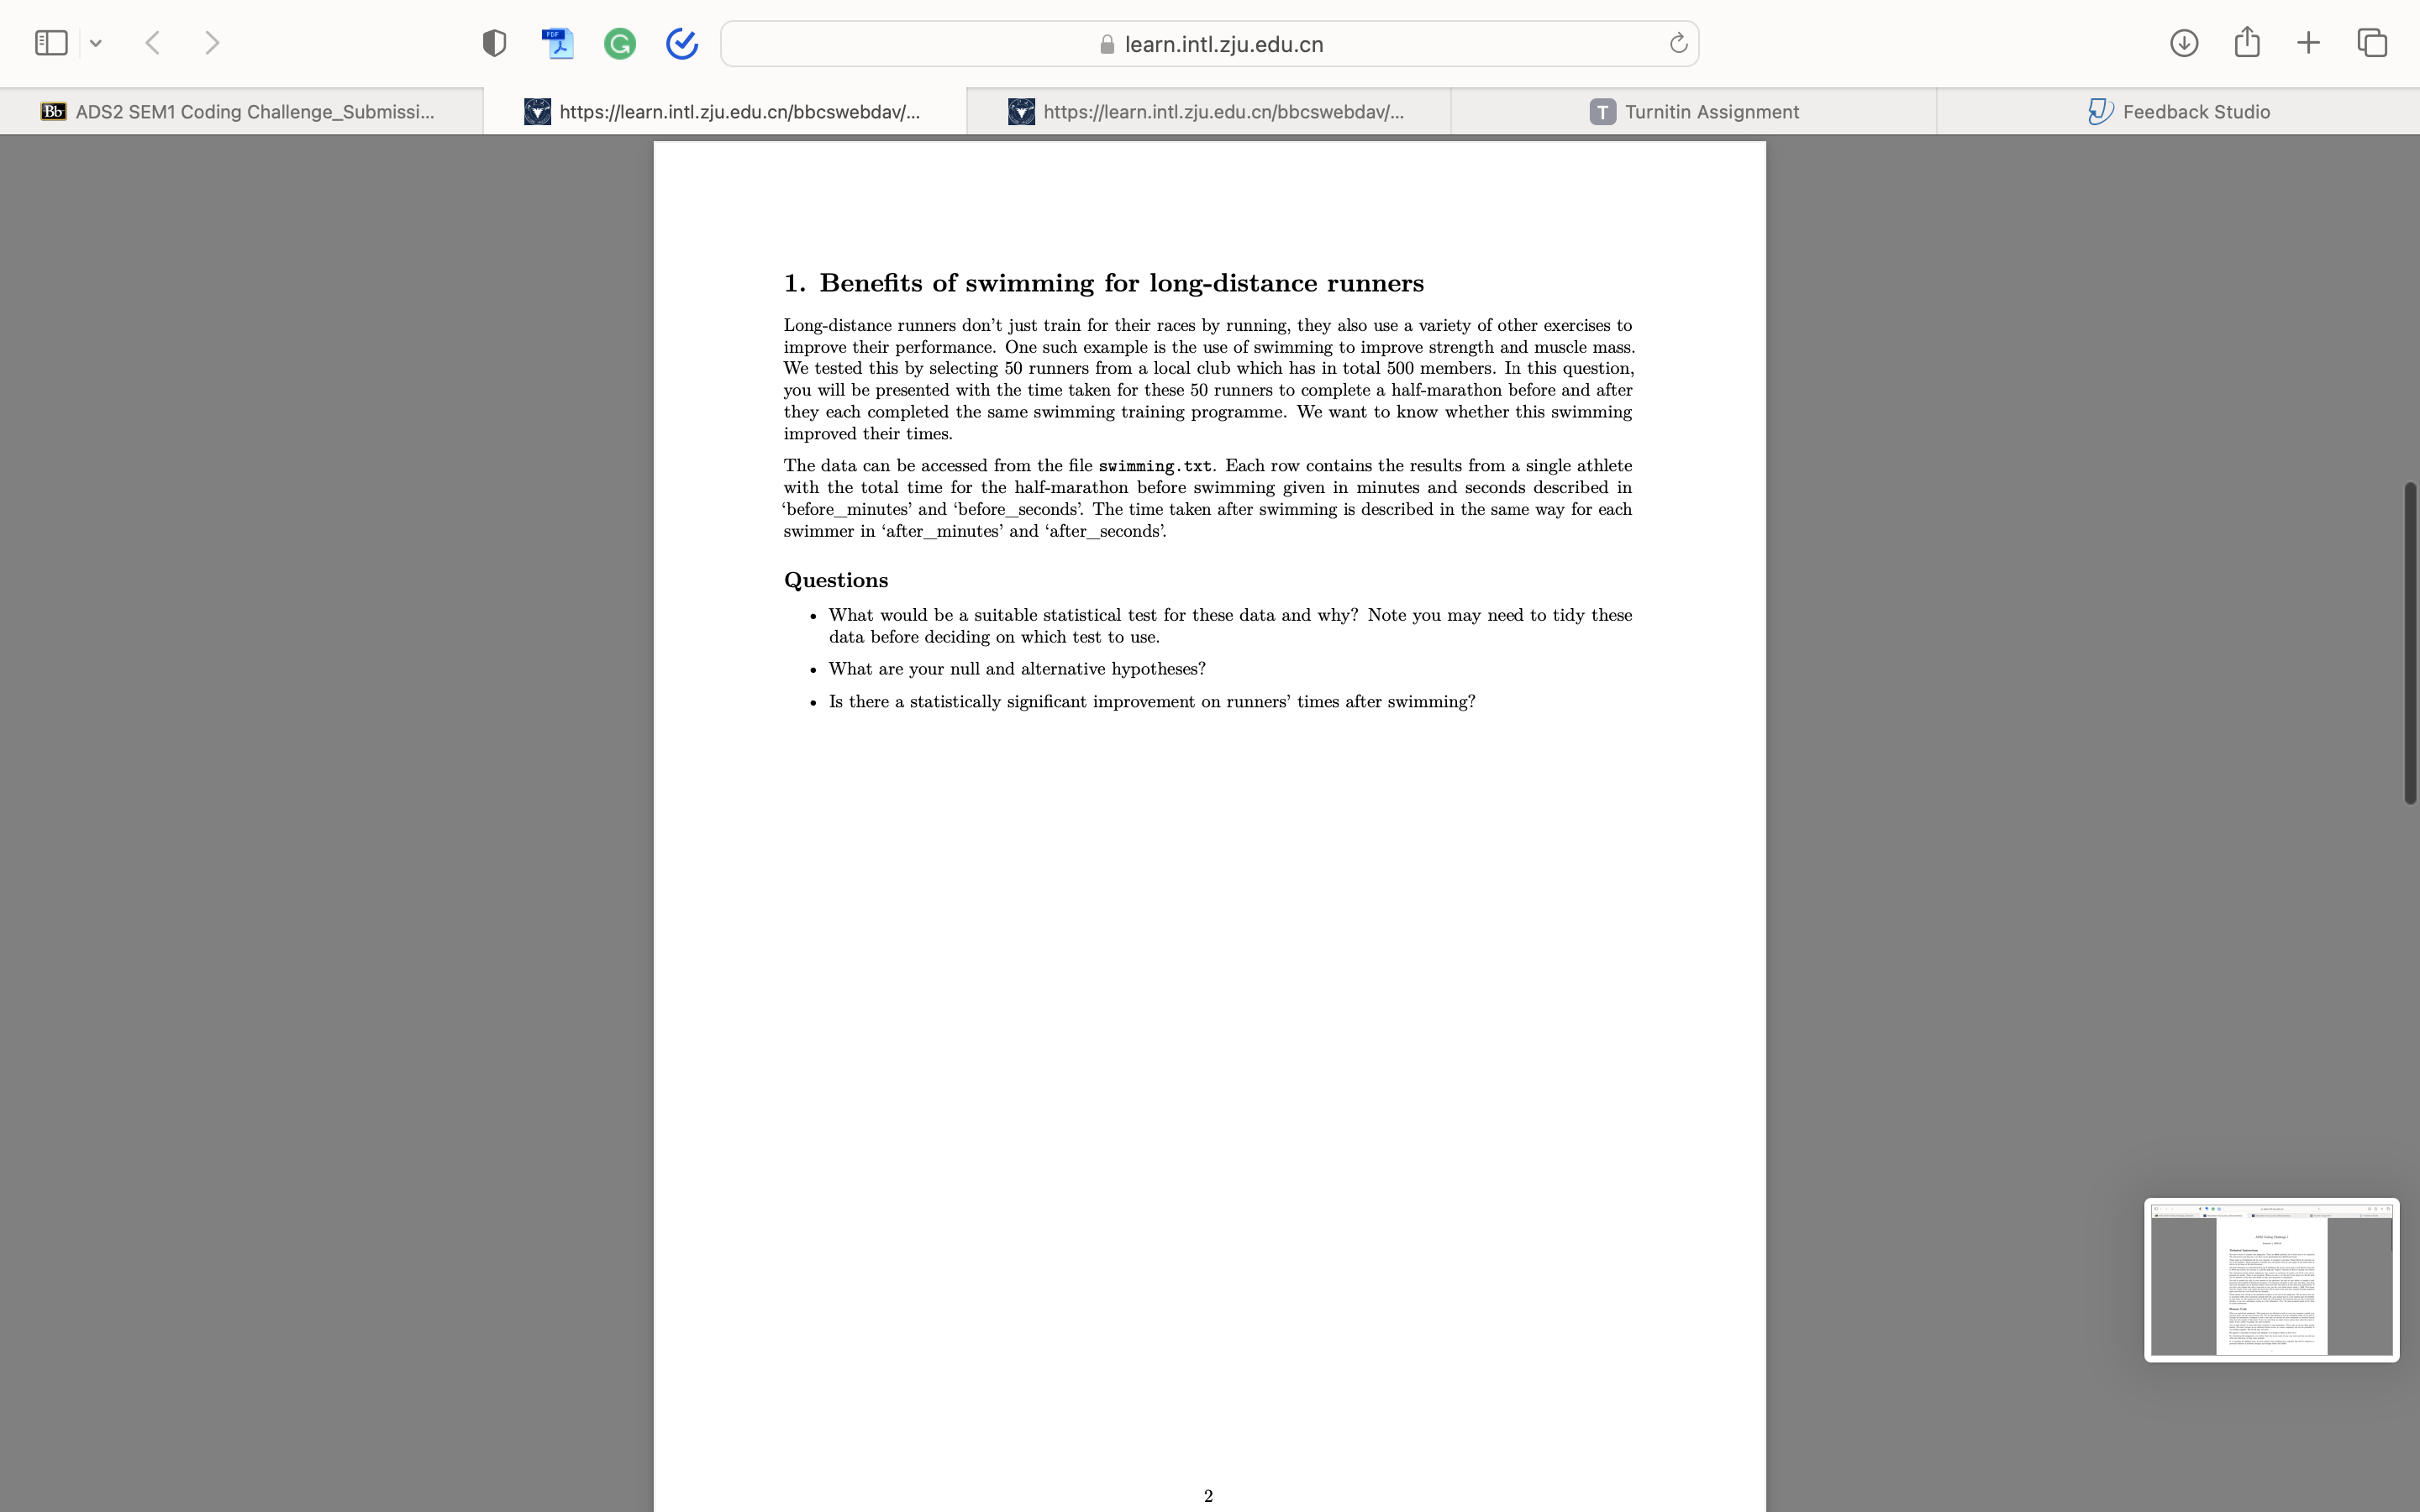 PDF
learn.intl.zju.edu.cn
Bb ADS2 SEM1 Coding Challenge_Submissi...
https://learn.intl.zju.edu.cn/bbcswebdav/...
https://learn.intl.zju.edu.cn/bbcswebdav/...
T Turnitin Assignment
Feedback Studio
1. Benefits of swimming for long-distance runners
Long-distance runners don’t just train for their races by running, they also use a variety of other exercises to
improve their performance. One such example is the use of swimming to improve strength and muscle mass.
We tested this by selecting 50 runners from a local club which has in total 500 members. In this question,
you will be presented with the time taken for these 50 runners to complete a half-marathon before and after
they each completed the same swimming training programme. We want to know whether this swimming
improved their times.
The data can be accessed from the file swimming.txt. Each row contains the results from a single athlete
with the total time for the half-marathon before swimming given in minutes and seconds described in
‘before_minutes’ and ‘before_seconds’. The time taken after swimming is described in the same way for each
swimmer in ‘after_minutes’ and ‘after_seconds’.
Questions
• What would be a suitable statistical test for these data and why? Note you may need to tidy these
data before deciding on which test to use.
• What are your null and alternative hypotheses?
• Is there a statistically significant improvement on runners’ times after swimming?
2